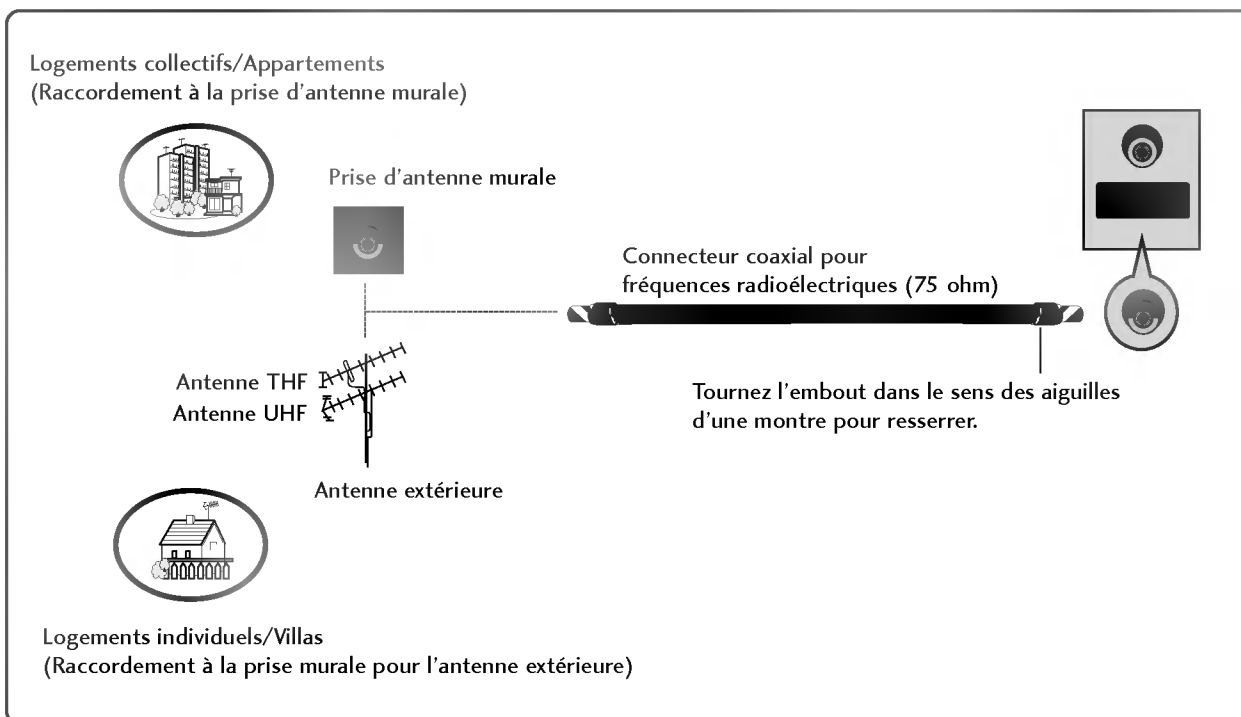 Logements collectifs/Appartements
(Raccordement à la prise d'antenne murale)
Prise d'antenne murale
Connecteur coaxial pour
fréquences radioélectriques (75 ohm)
Antenne THF
Antenne UHF
Tournez l'embout dans le sens des aiguilles
d'une montre pour resserrer.
Antenne extérieure
Logements individuels/Villas
(Raccordement à la prise murale pour l'antenne extérieure)